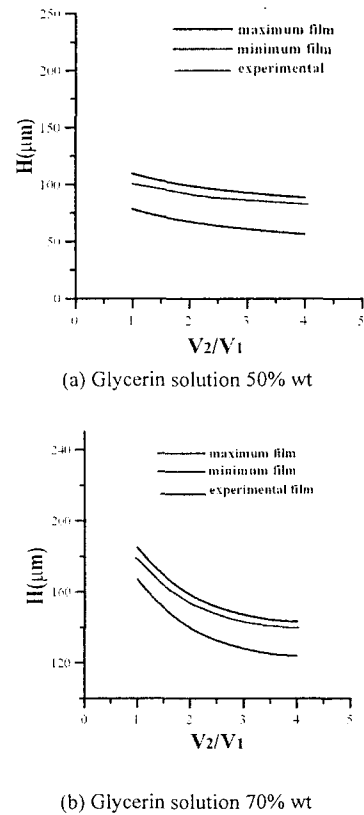 250
200
150
100
50
0
H(μm)
maximum film
minimum film
experimental
0 1 2 3 4 5
V2/V1
(a) Glycerin solution 50% wt
240
200
160
120
H(μm)
maximum film
minimum film
experimental film
0 1 2 3 4 5
V2/V1
(b) Glycerin solution 70% wt